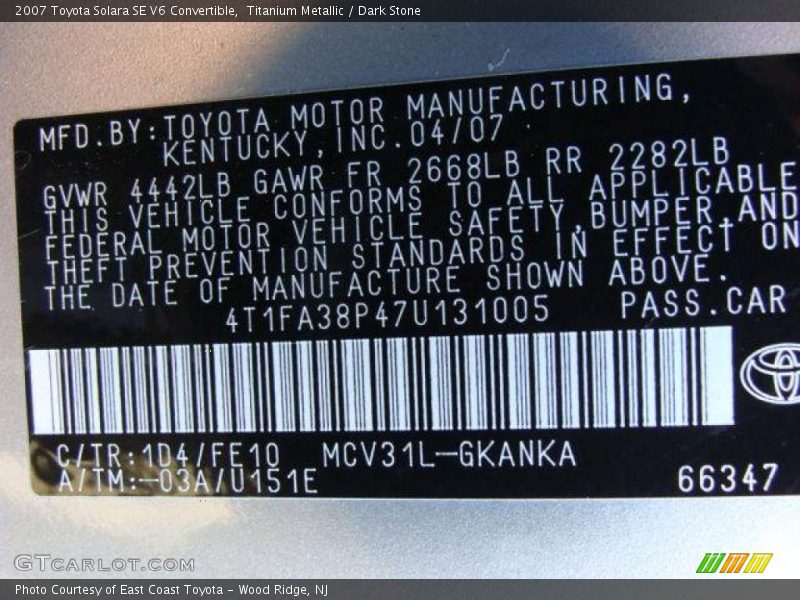 2007 Toyota Solara SE V6 Convertible,  Titanium Metallic / Dark Stone
MFD.BY:TOYOTA MOTOR MANUFACTURING,
KENTUCKY,INC.04/07
GVWR 4442LB GAWR FR 2668LB RR 2282LB
THIS VEHICLE CONFORMS TO ALL APPLICABLE
FEDERAL MOTOR VEHICLE SAFETY,BUMPER,AND
THEFT PREVENTION STANDARDS IN EFFECT ON
THE DATE OF MANUFACTURE SHOWN ABOVE.
4T1FA38P47U131005 PASS.CAR
C/TR:1D4/FE10 MCV31L-GKANKA
A/TM:-03A/U151E 66347
GTCARLOT.COM
Photo Courtesy of East Coast Toyota - Wood Ridge, NJ